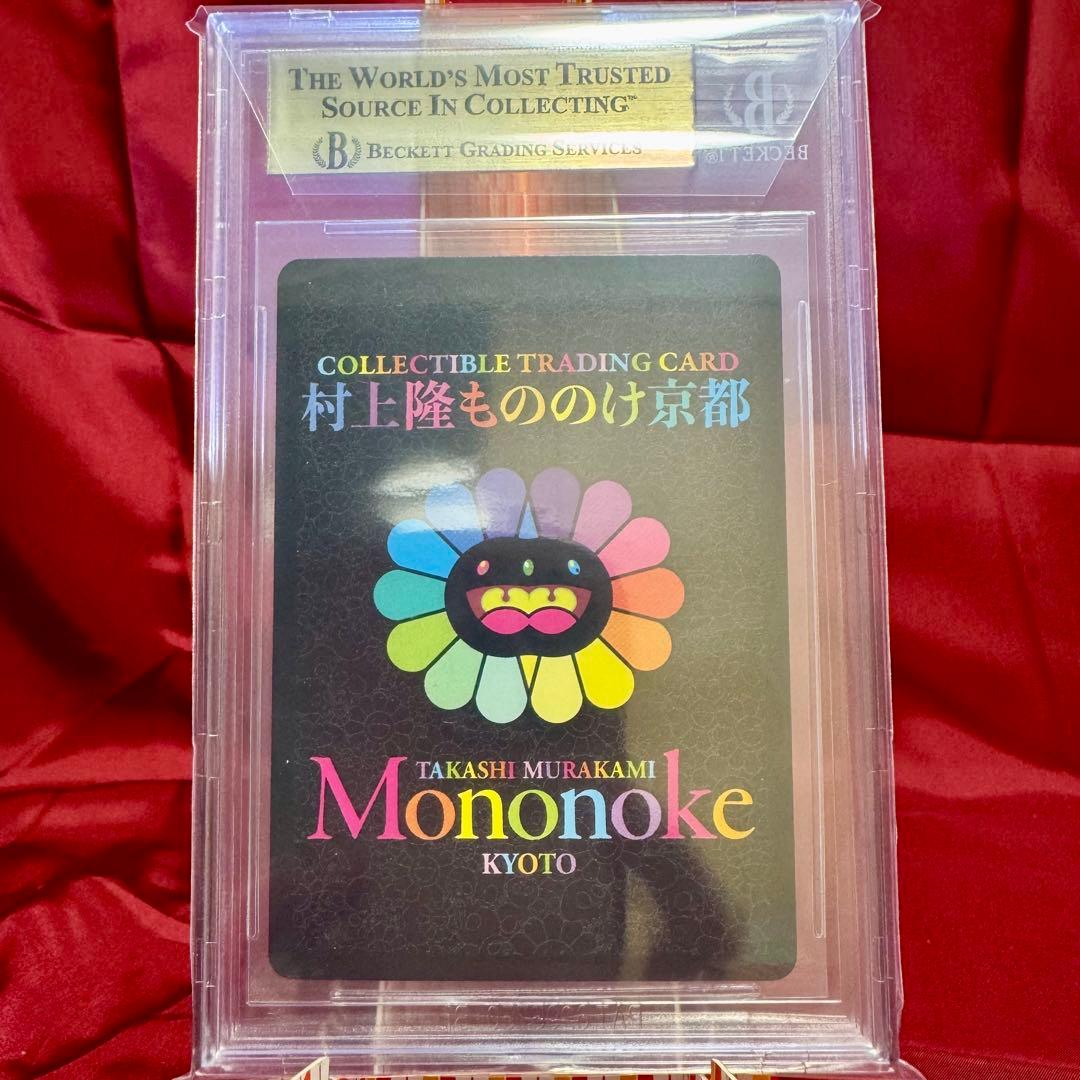 THE WORLD'S MOST TRUSTED
SOURCE IN COLLECTING™
B BECKETT GRADING SERVICES
B
BECKETT®
COLLECTIBLE TRADING CARD
村上隆もののけ京都
TAKASHI MURAKAMI
Mononoke
KYOTO